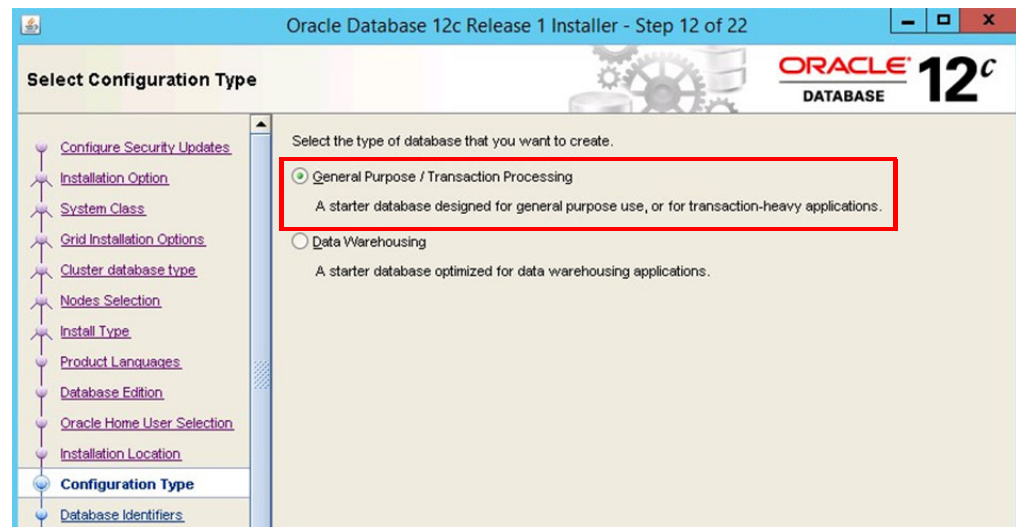 Oracle Database 12c Release 1 Installer - Step 12 of 22
Select Configuration Type
ORACLE
DATABASE
12c
Configure Security Updates
Installation Option
System Class
Grid Installation Options
Cluster database type
Nodes Selection
Install Type
Product Languages
Database Edition
Oracle Home User Selection
Installation Location
Configuration Type
Database Identifiers
Select the type of database that you want to create.
General Purpose / Transaction Processing
A starter database designed for general purpose use, or for transaction-heavy applications.
Data Warehousing
A starter database optimized for data warehousing applications.